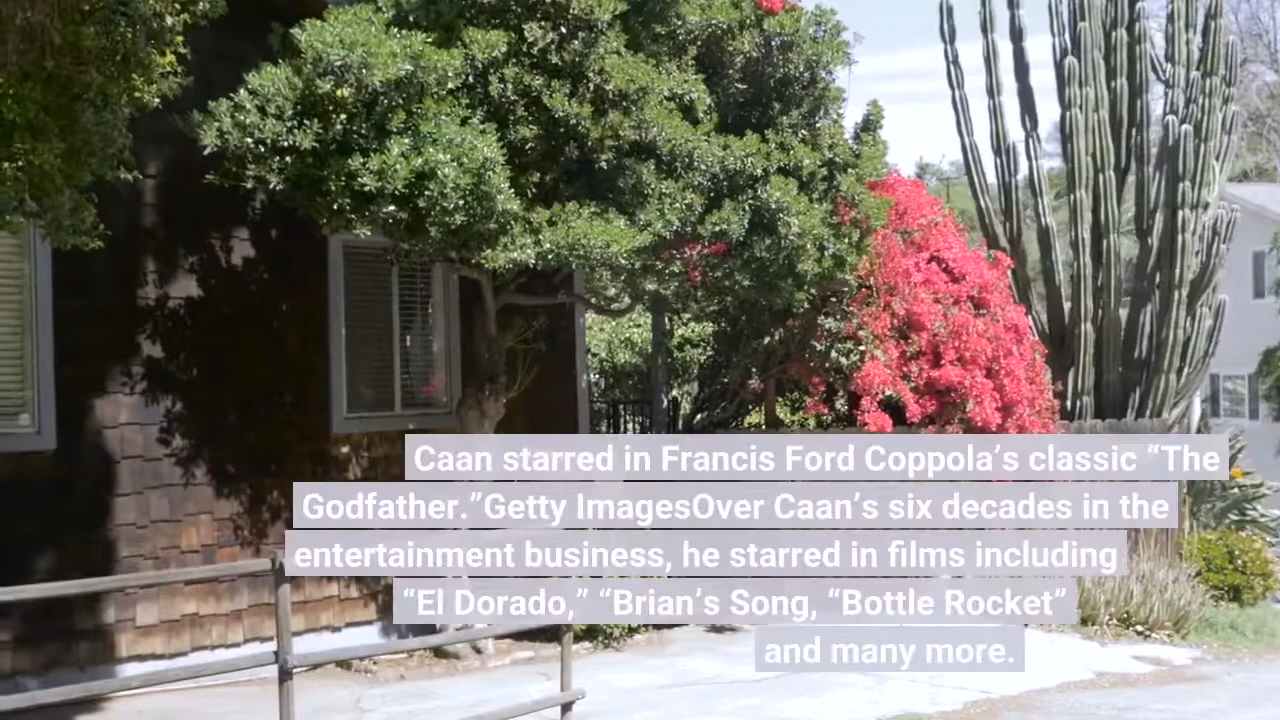 Caan starred in Francis Ford Coppola’s classic “The
Godfather.”Getty ImagesOver Caan’s six decades in the
entertainment business, he starred in films including
“El Dorado,” “Brian’s Song, “Bottle Rocket”
and many more.